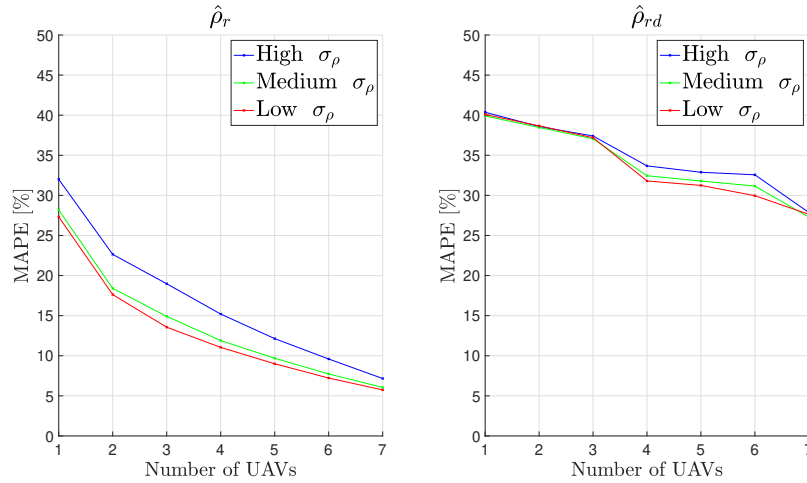 ρ̂_r
50
45
40
35
30
25
20
15
10
5
0
MAPE [%]
1 2 3 4 5 6 7
Number of UAVs
High σ_ρ
Medium σ_ρ
Low σ_ρ
ρ̂_rd
50
45
40
35
30
25
20
15
10
5
0
MAPE [%]
1 2 3 4 5 6 7
Number of UAVs
High σ_ρ
Medium σ_ρ
Low σ_ρ